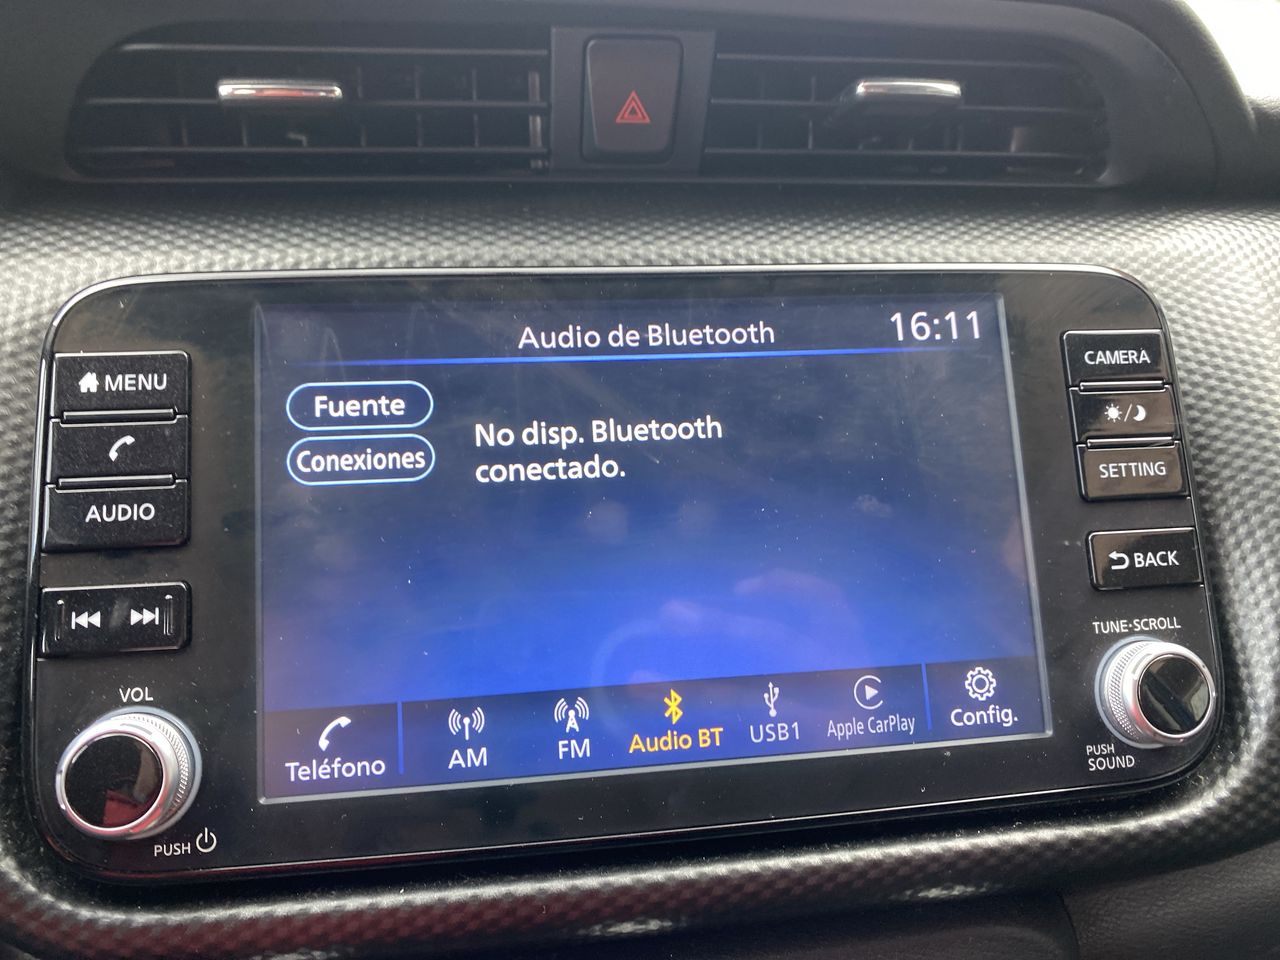 Audio de Bluetooth
16:11
MENU
AUDIO
VOL
PUSH
Fuente
Conexiones
No disp. Bluetooth
conectado.
Teléfono
AM
FM
Audio BT
USB1
Apple CarPlay
Config.
CAMERA
SETTING
BACK
TUNE·SCROLL
PUSH
SOUND